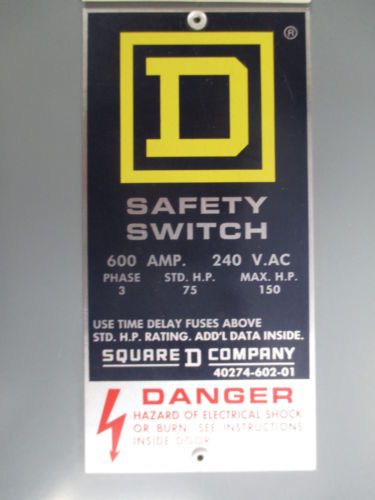 D
®
SAFETY
SWITCH
600 AMP. 240 V.AC
PHASE STD. H.P. MAX. H.P.
3 75 150
USE TIME DELAY FUSES ABOVE
STD. H.P. RATING. ADD'L DATA INSIDE.
SQUARE D COMPANY
40274-602-01
DANGER
HAZARD OF ELECTRICAL SHOCK
OR BURN. SEE INSTRUCTIONS
INSIDE DOOR